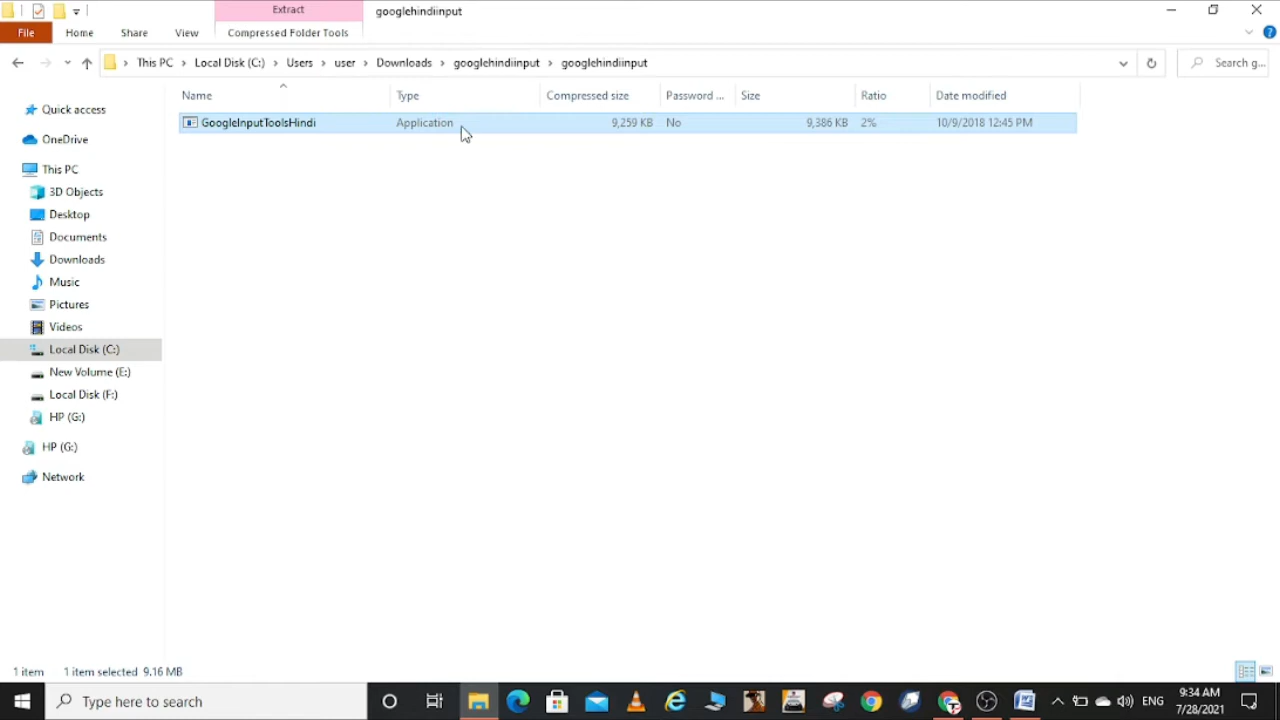 Extract
googlehindiinput
File Home Share View Compressed Folder Tools
This PC Local Disk (C:) Users user Downloads googlehindiinput googlehindiinput
Search g...
Name Type Compressed size Password ... Size Ratio Date modified
GoogleInputToolsHindi Application 9,259 KB No 9,386 KB 2% 10/9/2018 12:45 PM
Quick access
OneDrive
This PC
3D Objects
Desktop
Documents
Downloads
Music
Pictures
Videos
Local Disk (C:)
New Volume (E:)
Local Disk (F:)
HP (G:)
HP (G:)
Network
1 item 1 item selected 9.16 MB
Type here to search
ENG
9:34 AM
7/28/2021